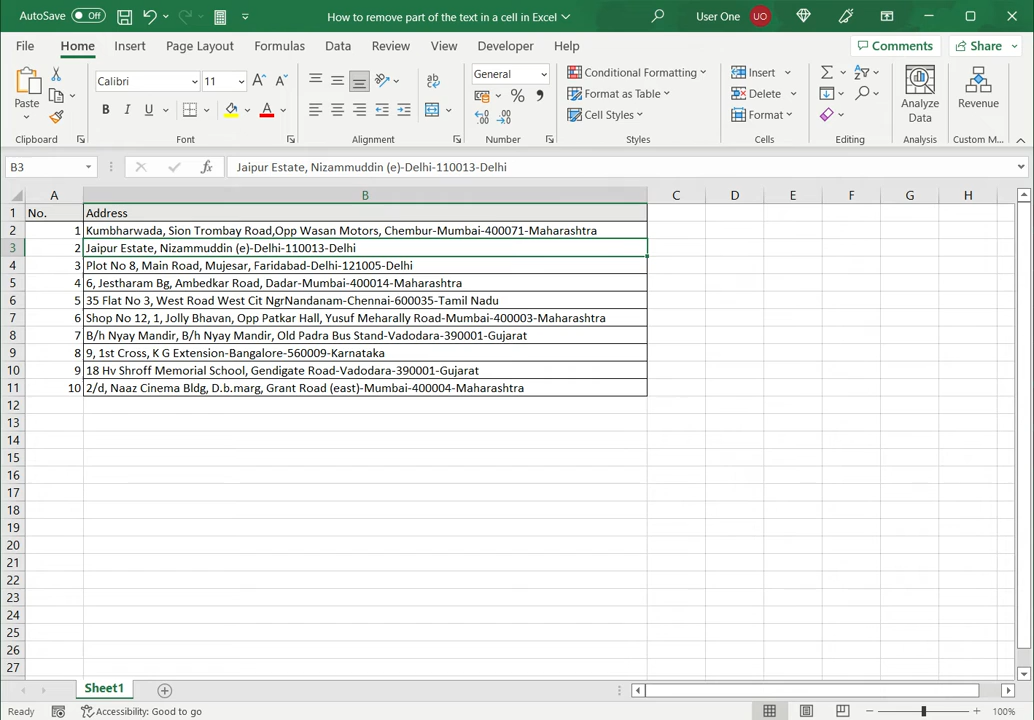 AutoSave Off How to remove part of the text in a cell in Excel User One UO
File Home Insert Page Layout Formulas Data Review View Developer Help Comments Share
Paste Calibri 11 A^ A˅ ab General Conditional Formatting Insert Σ Analyze Data Revenue
B I U A % , Format as Table Delete
Cell Styles Format
Clipboard Font Alignment Number Styles Cells Editing Analysis Custom M...
B3 fx Jaipur Estate, Nizammuddin (e)-Delhi-110013-Delhi
A B C D E F G H
1 No. Address
2 1 Kumbharwada, Sion Trombay Road,Opp Wasan Motors, Chembur-Mumbai-400071-Maharashtra
3 2 Jaipur Estate, Nizammuddin (e)-Delhi-110013-Delhi
4 3 Plot No 8, Main Road, Mujesar, Faridabad-Delhi-121005-Delhi
5 4 6, Jestharam Bg, Ambedkar Road, Dadar-Mumbai-400014-Maharashtra
6 5 35 Flat No 3, West Road West Cit NgrNandanam-Chennai-600035-Tamil Nadu
7 6 Shop No 12, 1, Jolly Bhavan, Opp Patkar Hall, Yusuf Meharally Road-Mumbai-400003-Maharashtra
8 7 B/h Nyay Mandir, B/h Nyay Mandir, Old Padra Bus Stand-Vadodara-390001-Gujarat
9 8 9, 1st Cross, K G Extension-Bangalore-560009-Karnataka
10 9 18 Hv Shroff Memorial School, Gendigate Road-Vadodara-390001-Gujarat
11 10 2/d, Naaz Cinema Bldg, D.b.marg, Grant Road (east)-Mumbai-400004-Maharashtra
12
13
14
15
16
17
18
19
20
21
22
23
24
25
26
27
Sheet1
Ready Accessibility: Good to go 100%